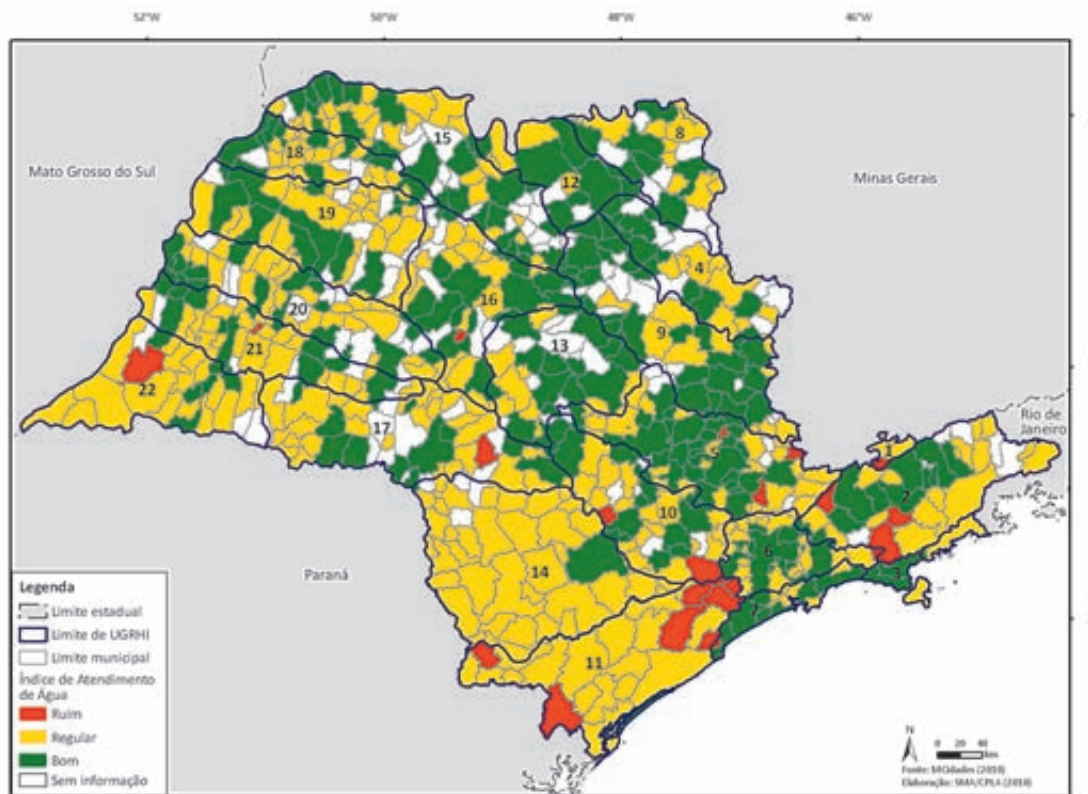 52°W 50°W 48°W 46°W
Mato Grosso do Sul
Minas Gerais
Rio de
Janeiro
Paraná
15
8
18
12
19
4
16
20
9
13
21
22
17
1
5
2
10
6
3
14
7
11
Legenda
Limite estadual
Limite de UGRHI
Limite municipal
Índice de Atendimento
de Água
Ruim
Regular
Bom
Sem informação
N
0 20 40
km
Fonte: MCidades (2010)
Elaboração: SMA/CPLA (2010)